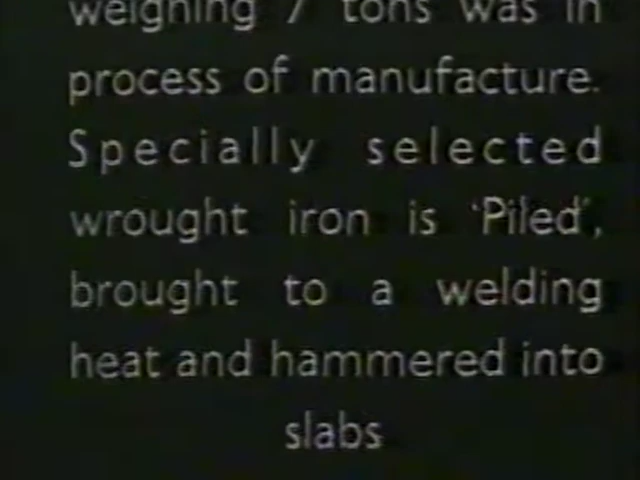 weighing 7 tons was in
process of manufacture.
Specially selected
wrought iron is 'Piled',
brought to a welding
heat and hammered into
slabs